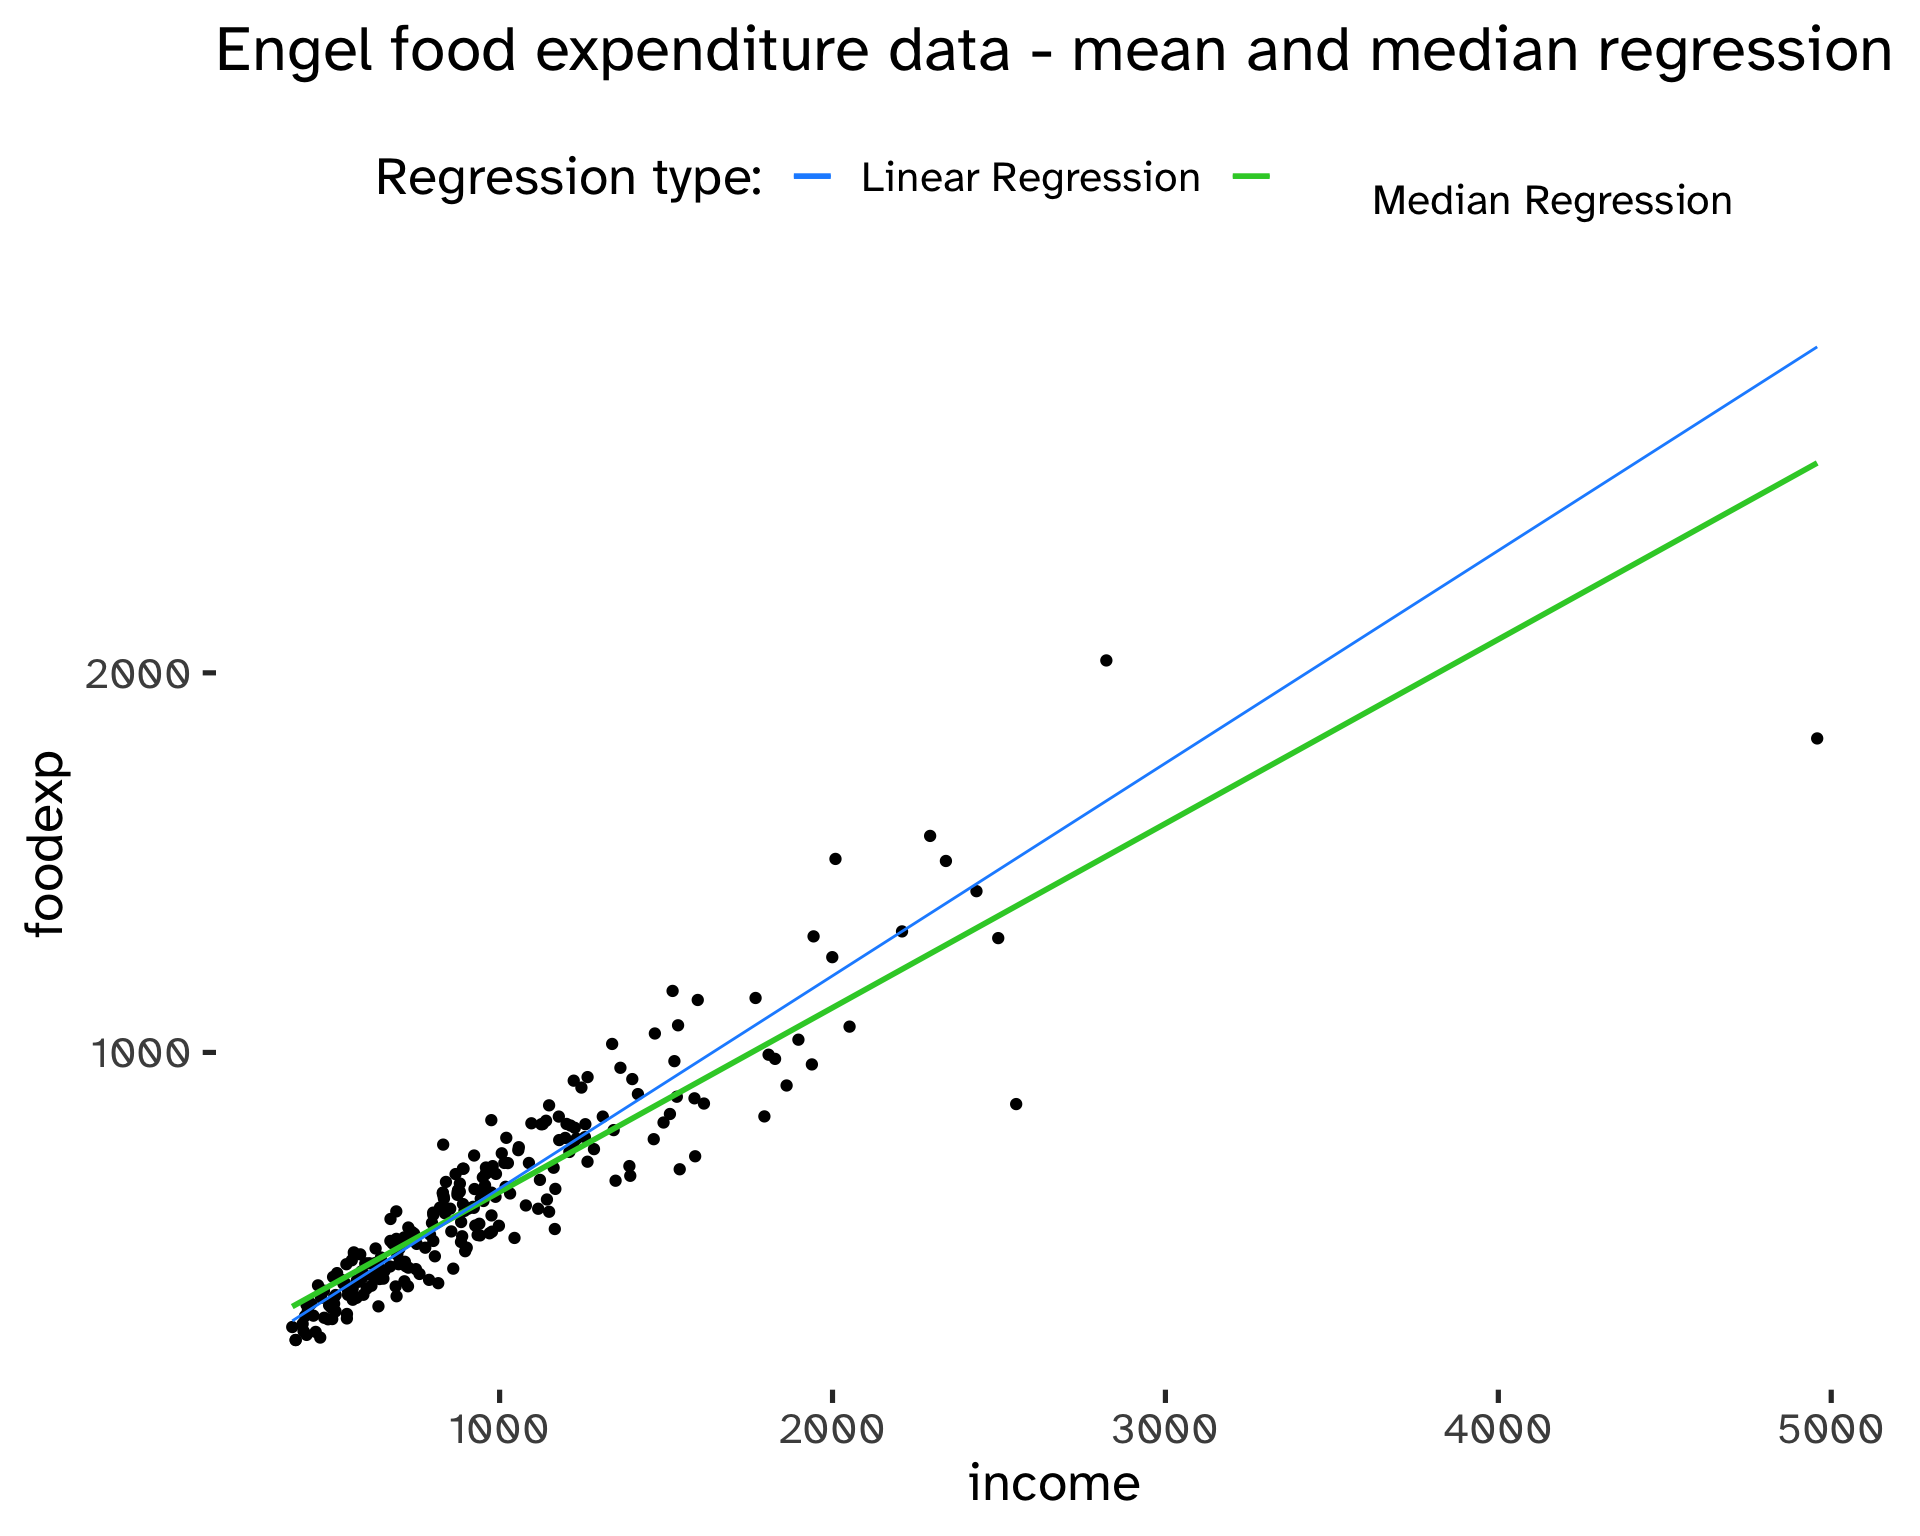 Engel food expenditure data - mean and median regression
Regression type: Linear Regression
Median Regression
2000
foodexp
1000
1000 2000 3000 4000 5000
income